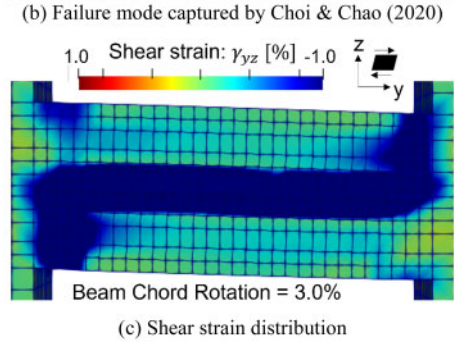 (b) Failure mode captured by Choi & Chao (2020)
1.0 Shear strain: γyz [%] -1.0
z
y
Beam Chord Rotation = 3.0%
(c) Shear strain distribution